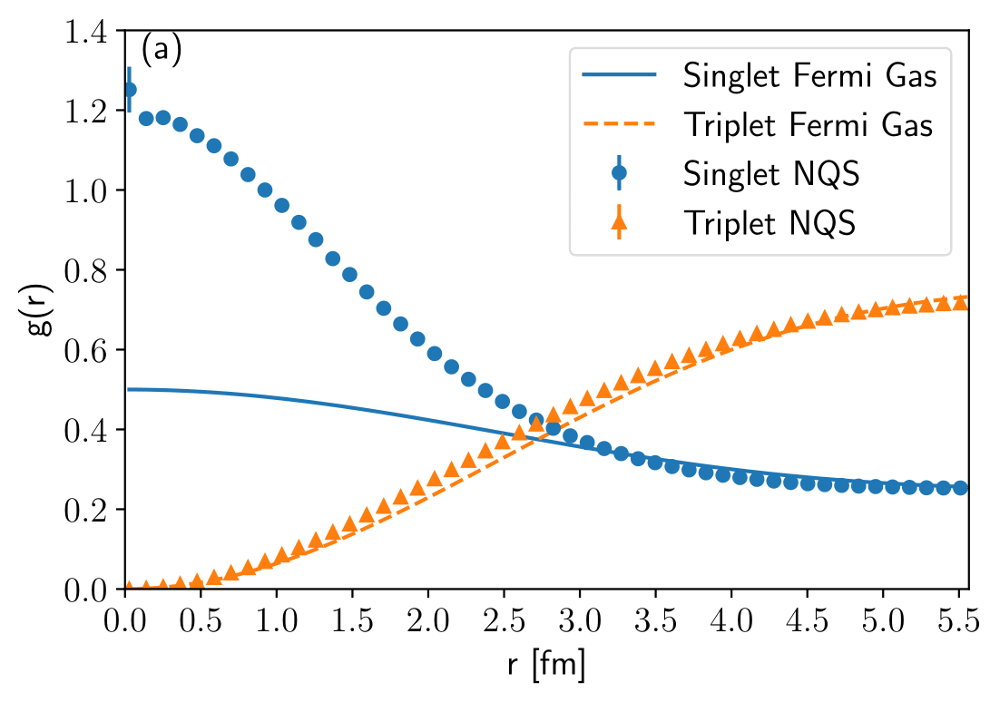 (a)
Singlet Fermi Gas
Triplet Fermi Gas
Singlet NQS
Triplet NQS
1.4
1.2
1.0
0.8
0.6
0.4
0.2
0.0
g(r)
0.0 0.5 1.0 1.5 2.0 2.5 3.0 3.5 4.0 4.5 5.0 5.5
r [fm]